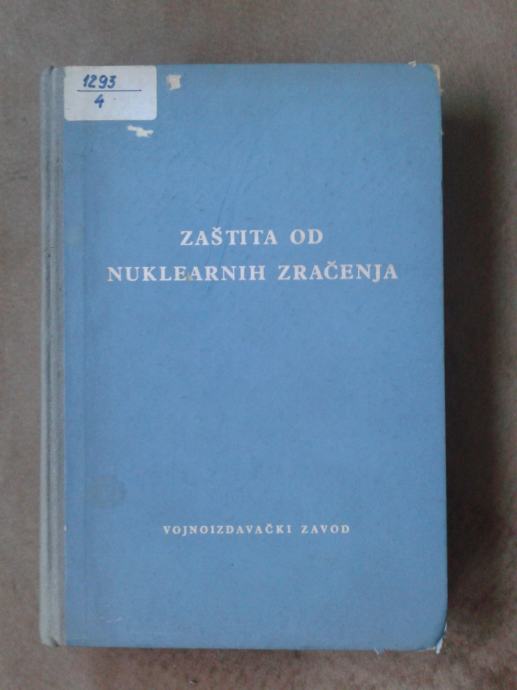 1293
4
ZAŠTITA OD
NUKLEARNIH ZRAČENJA
VOJNOIZDAVAČKI ZAVOD